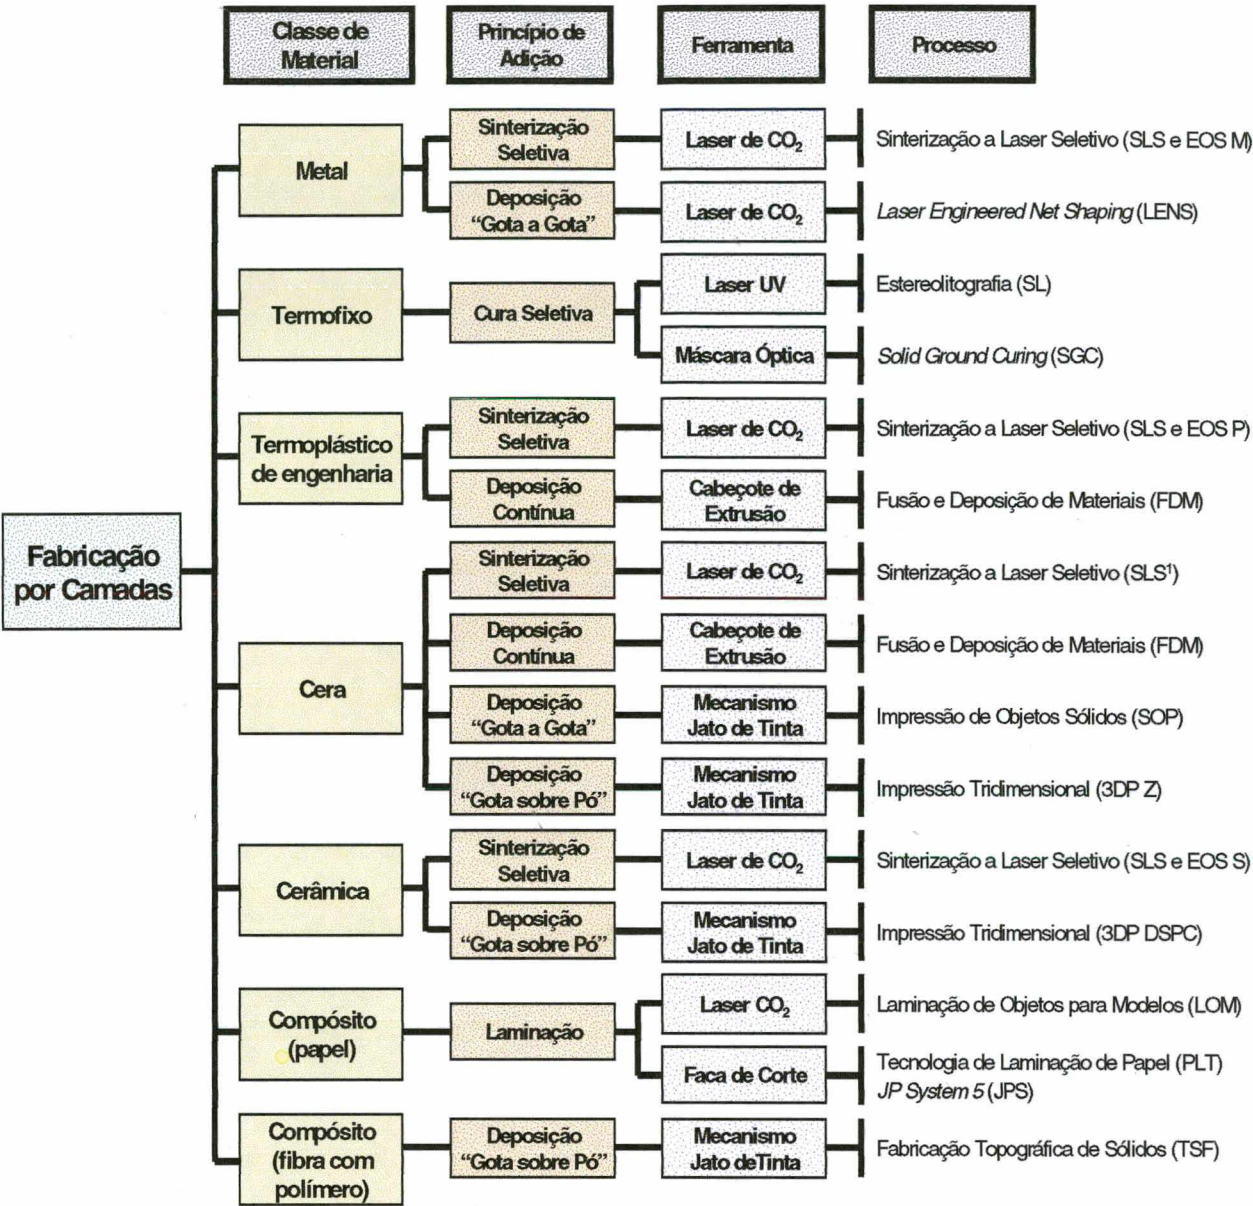 Classe de
Material
Princípio de
Adição
Ferramenta
Processo
Fabricação
por Camadas
Metal
Sinterização
Seletiva
Laser de CO₂
Sinterização a Laser Seletivo (SLS e EOS M)
Deposição
“Gota a Gota”
Laser de CO₂
Laser Engineered Net Shaping (LENS)
Termofixo
Cura Seletiva
Laser UV
Estereolitografia (SL)
Máscara Óptica
Solid Ground Curing (SGC)
Termoplástico
de engenharia
Sinterização
Seletiva
Laser de CO₂
Sinterização a Laser Seletivo (SLS e EOS P)
Deposição
Contínua
Cabeçote de
Extrusão
Fusão e Deposição de Materiais (FDM)
Cera
Sinterização
Seletiva
Laser de CO₂
Sinterização a Laser Seletivo (SLS¹)
Deposição
Contínua
Cabeçote de
Extrusão
Fusão e Deposição de Materiais (FDM)
Deposição
“Gota a Gota”
Mecanismo
Jato de Tinta
Impressão de Objetos Sólidos (SOP)
Deposição
“Gota sobre Pó”
Mecanismo
Jato de Tinta
Impressão Tridimensional (3DP Z)
Cerâmica
Sinterização
Seletiva
Laser de CO₂
Sinterização a Laser Seletivo (SLS e EOS S)
Deposição
“Gota sobre Pó”
Mecanismo
Jato de Tinta
Impressão Tridimensional (3DP DSPC)
Compósito
(papel)
Laminação
Laser CO₂
Laminação de Objetos para Modelos (LOM)
Faca de Corte
Tecnologia de Laminação de Papel (PLT)
JP System 5 (JPS)
Compósito
(fibra com
polímero)
Deposição
“Gota sobre Pó”
Mecanismo
Jato deTinta
Fabricação Topográfica de Sólidos (TSF)